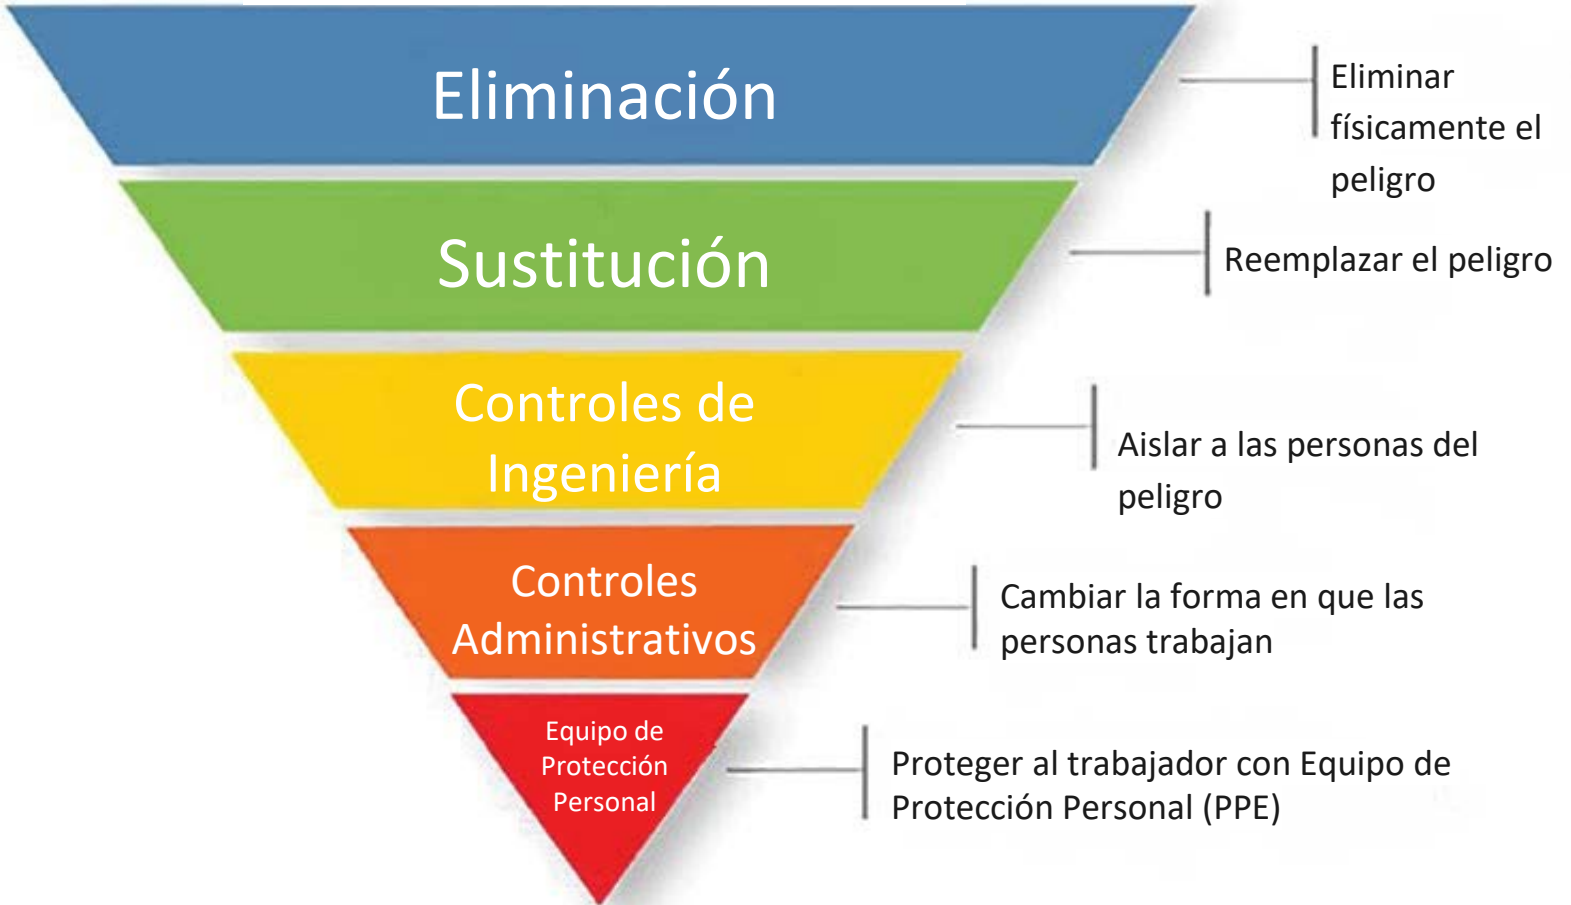 Eliminación
Eliminar
físicamente el
peligro
Sustitución
Reemplazar el peligro
Controles de
Ingeniería
Aislar a las personas del
peligro
Controles
Administrativos
Cambiar la forma en que las
personas trabajan
Equipo de
Protección
Personal
Proteger al trabajador con Equipo de
Protección Personal (PPE)